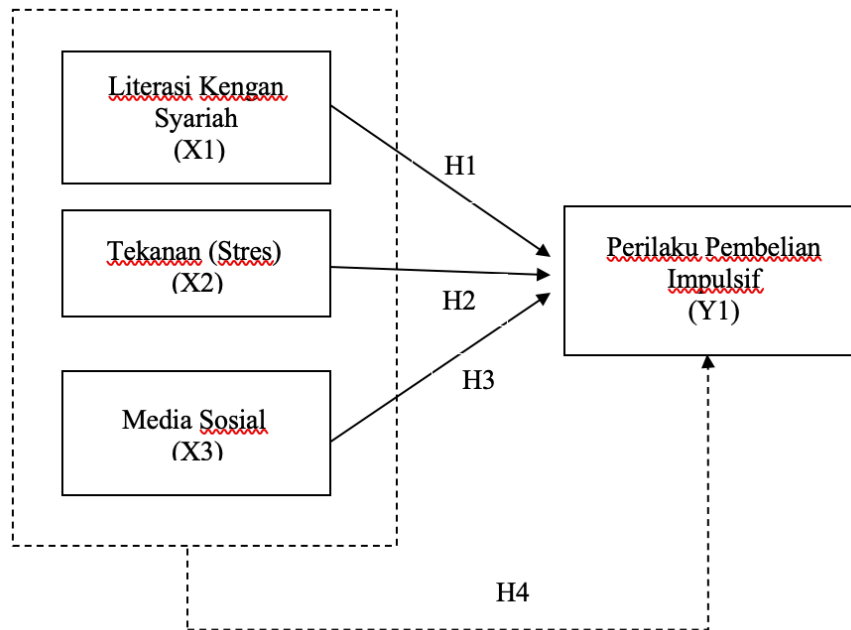 Literasi Kengan
Syariah
(X1)
H1
Tekanan (Stres)
(X2)
H2
Perilaku Pembelian
Impulsif
(Y1)
H3
Media Sosial
(X3)
H4